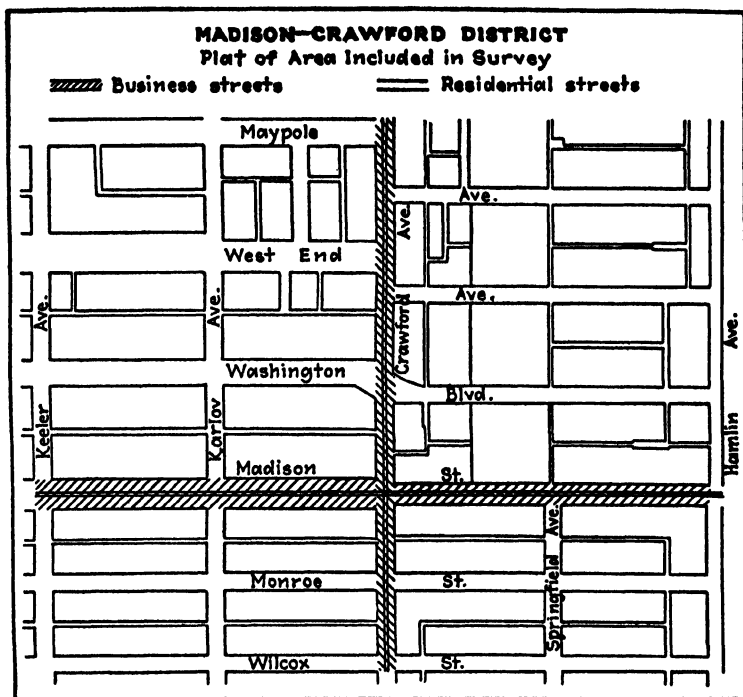 MADISON–CRAWFORD DISTRICT
Plat of Area Included in Survey
Business streets
Residential streets
Maypole Ave.
West End Ave.
Washington Blvd.
Madison St.
Monroe St.
Wilcox St.
Keeler Ave.
Karlov Ave.
Crawford Ave.
Springfield Ave.
Hamlin Ave.